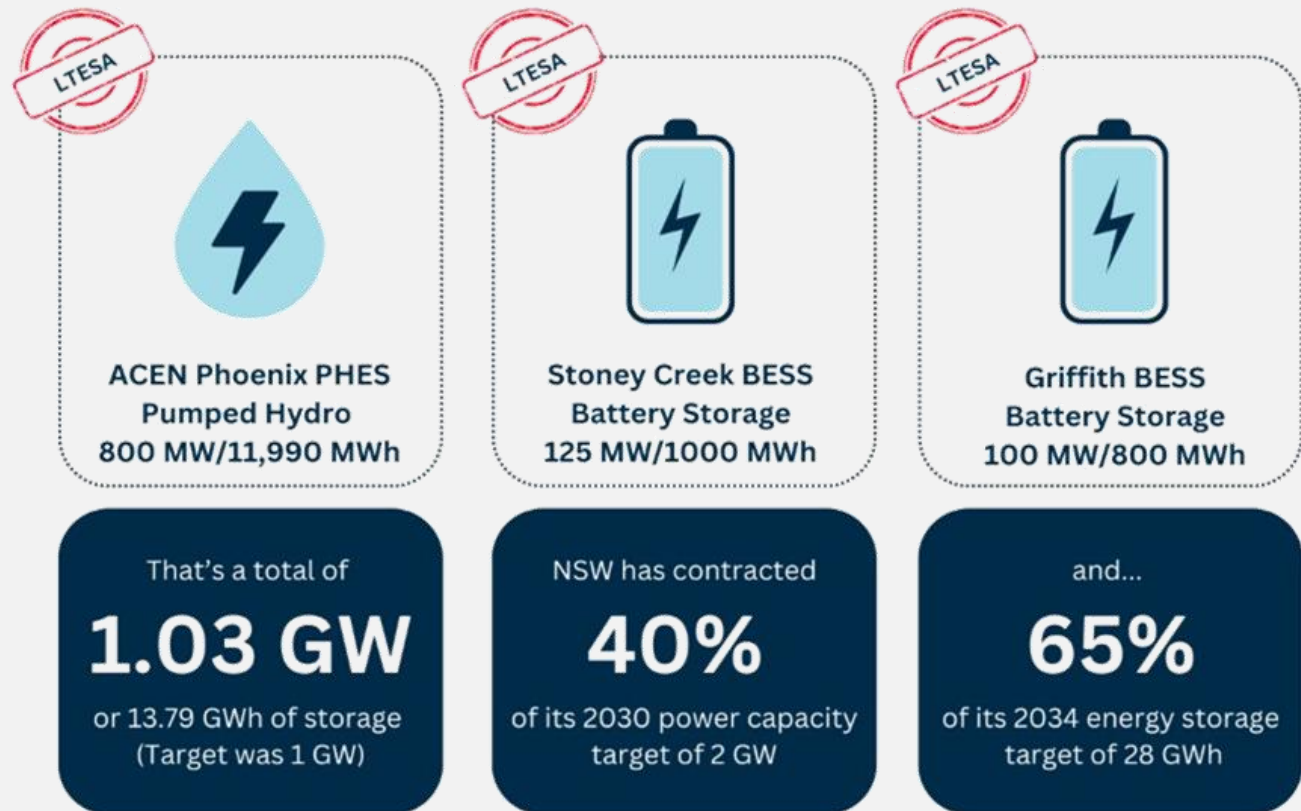 LTESA
ACEN Phoenix PHES
Pumped Hydro
800 MW/11,990 MWh
LTESA
Stoney Creek BESS
Battery Storage
125 MW/1000 MWh
LTESA
Griffith BESS
Battery Storage
100 MW/800 MWh
That's a total of
1.03 GW
or 13.79 GWh of storage
(Target was 1 GW)
NSW has contracted
40%
of its 2030 power capacity
target of 2 GW
and...
65%
of its 2034 energy storage
target of 28 GWh